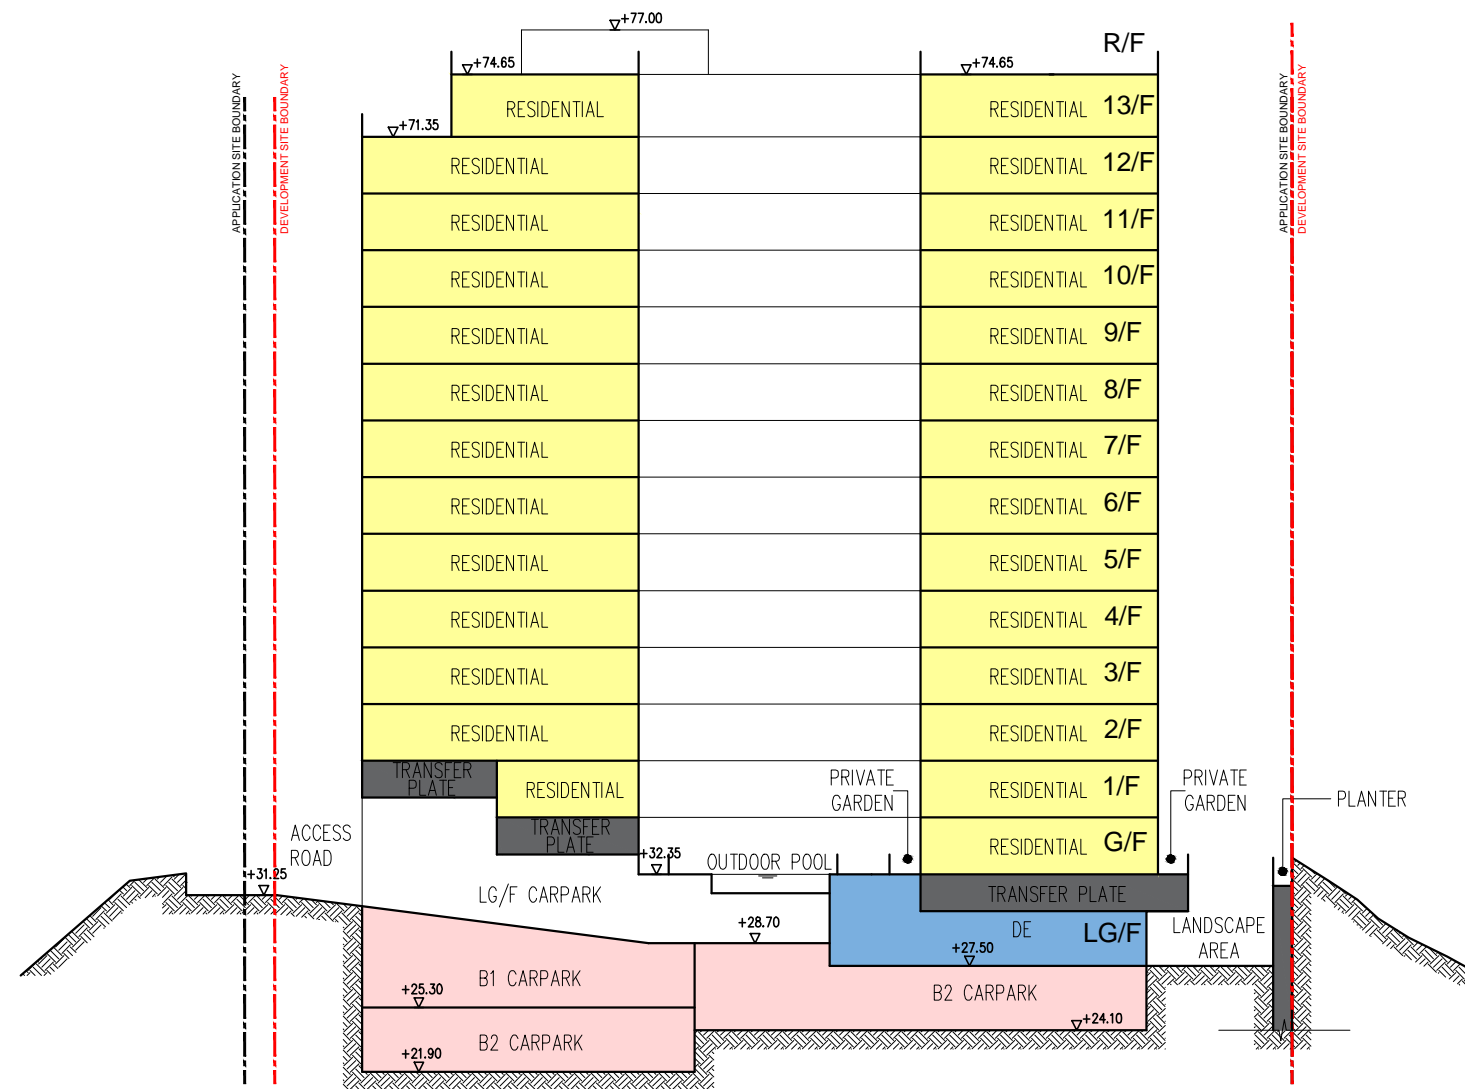 +77.00
R/F
+74.65
+74.65
RESIDENTIAL
RESIDENTIAL 13/F
+71.35
RESIDENTIAL
RESIDENTIAL 12/F
APPLICATION SITE BOUNDARY
DEVELOPMENT SITE BOUNDARY
APPLICATION SITE BOUNDARY
DEVELOPMENT SITE BOUNDARY
RESIDENTIAL
RESIDENTIAL 11/F
RESIDENTIAL
RESIDENTIAL 10/F
RESIDENTIAL
RESIDENTIAL 9/F
RESIDENTIAL
RESIDENTIAL 8/F
RESIDENTIAL
RESIDENTIAL 7/F
RESIDENTIAL
RESIDENTIAL 6/F
RESIDENTIAL
RESIDENTIAL 5/F
RESIDENTIAL
RESIDENTIAL 4/F
RESIDENTIAL
RESIDENTIAL 3/F
RESIDENTIAL
RESIDENTIAL 2/F
TRANSFER
PLATE
RESIDENTIAL
PRIVATE
GARDEN
RESIDENTIAL 1/F
PRIVATE
GARDEN
PLANTER
ACCESS
ROAD
TRANSFER
PLATE
RESIDENTIAL G/F
+32.35
OUTDOOR POOL
+31.25
LG/F CARPARK
TRANSFER PLATE
+28.70
DE
LG/F
LANDSCAPE
AREA
+27.50
B1 CARPARK
+25.30
B2 CARPARK
+24.10
B2 CARPARK
+21.90